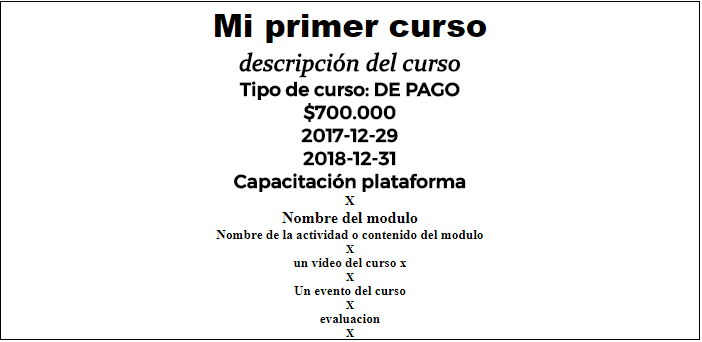 Mi primer curso
descripción del curso
Tipo de curso: DE PAGO
$700.000
2017-12-29
2018-12-31
Capacitación plataforma
X
Nombre del modulo
Nombre de la actividad o contenido del modulo
X
un video del curso x
X
Un evento del curso
X
evaluacion
X